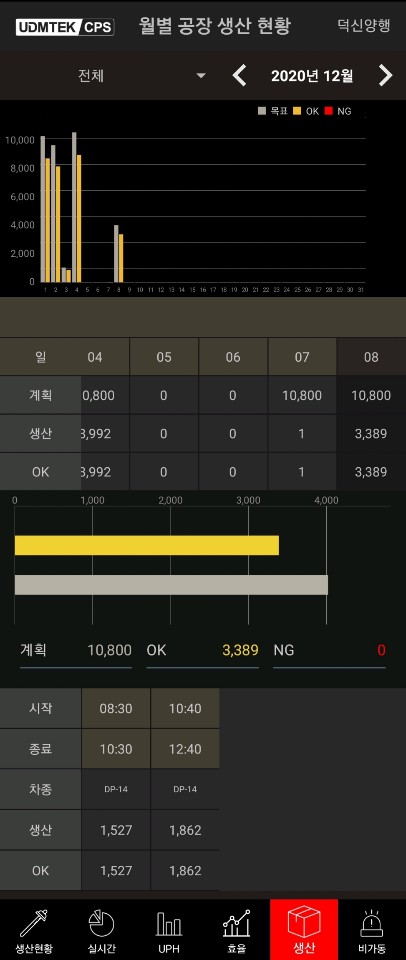 UDMTEK CPS 월별 공장 생산 현황 덕신양행
전체 2020년 12월
목표 OK NG
10,000
8,000
6,000
4,000
2,000
0
1 2 3 4 5 6 7 8 9 10 11 12 13 14 15 16 17 18 19 20 21 22 23 24 25 26 27 28 29 30 31
일 04 05 06 07 08
계획 0,800 0 0 10,800 10,800
생산 3,992 0 0 1 3,389
OK 3,992 0 0 1 3,389
0 1,000 2,000 3,000 4,000
계획 10,800 OK 3,389 NG 0
시작 08:30 10:40
종료 10:30 12:40
차종 DP-14 DP-14
생산 1,527 1,862
OK 1,527 1,862
생산현황 실시간 UPH 효율 생산 비가동